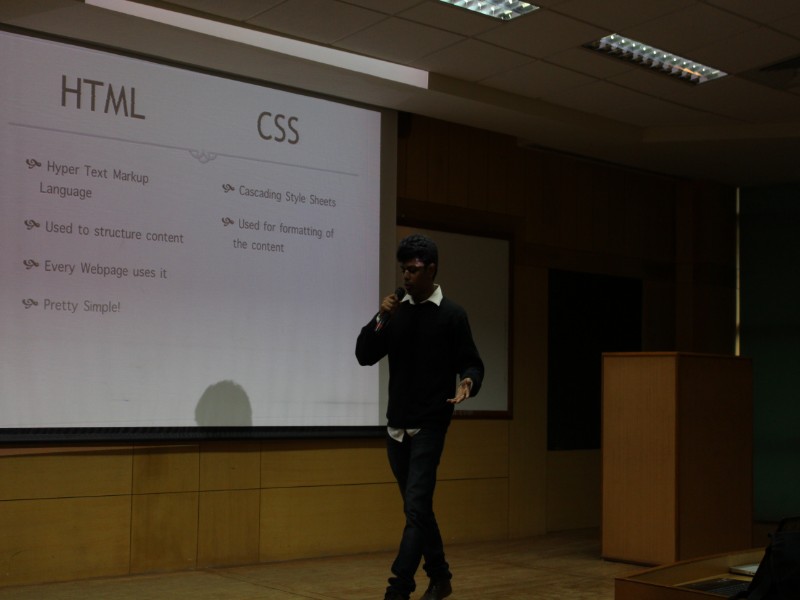 HTML
Hyper Text Markup
Language
Used to structure content
Every Webpage uses it
Pretty Simple!
CSS
Cascading Style Sheets
Used for formatting of
the content